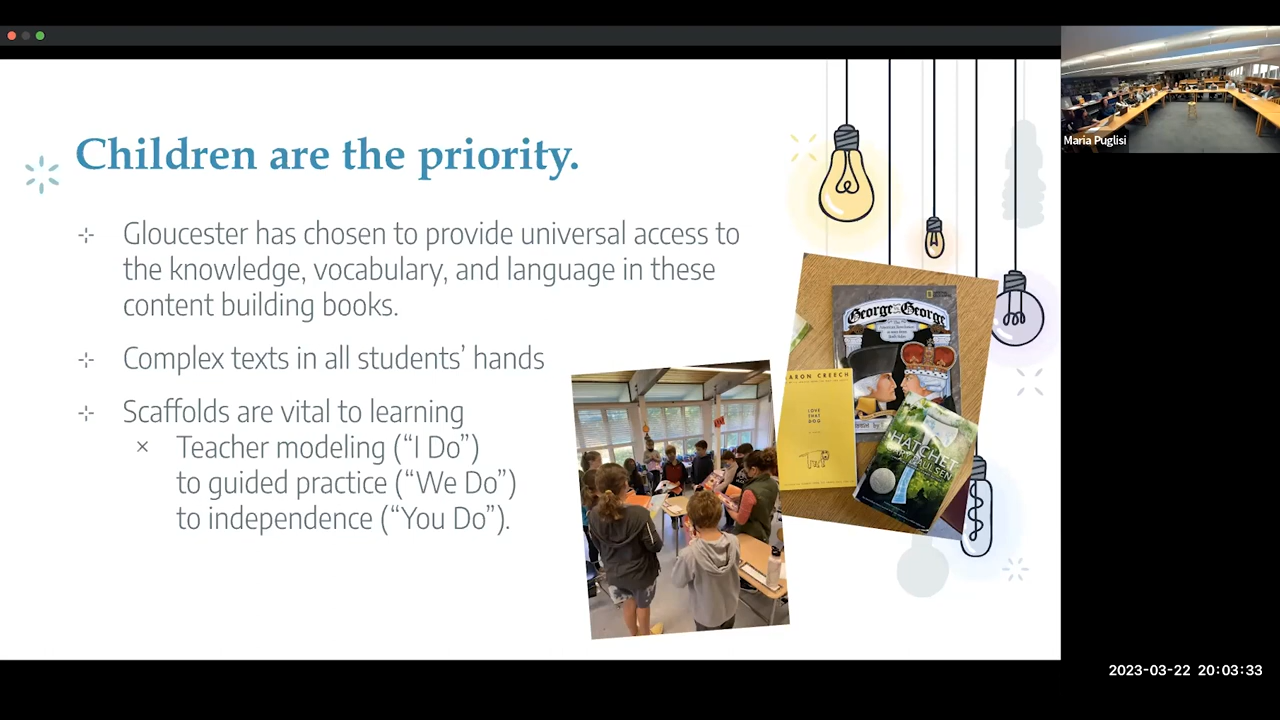 Children are the priority.
Gloucester has chosen to provide universal access to
the knowledge, vocabulary, and language in these
content building books.
Complex texts in all students’ hands
Scaffolds are vital to learning
Teacher modeling (“I Do”)
to guided practice (“We Do”)
to independence (“You Do”).
George vs. George
ARON CREECH
LOVE
THAT
DOG
HATCHET
PAULSEN
Maria Puglisi
2023-03-22 20:03:33